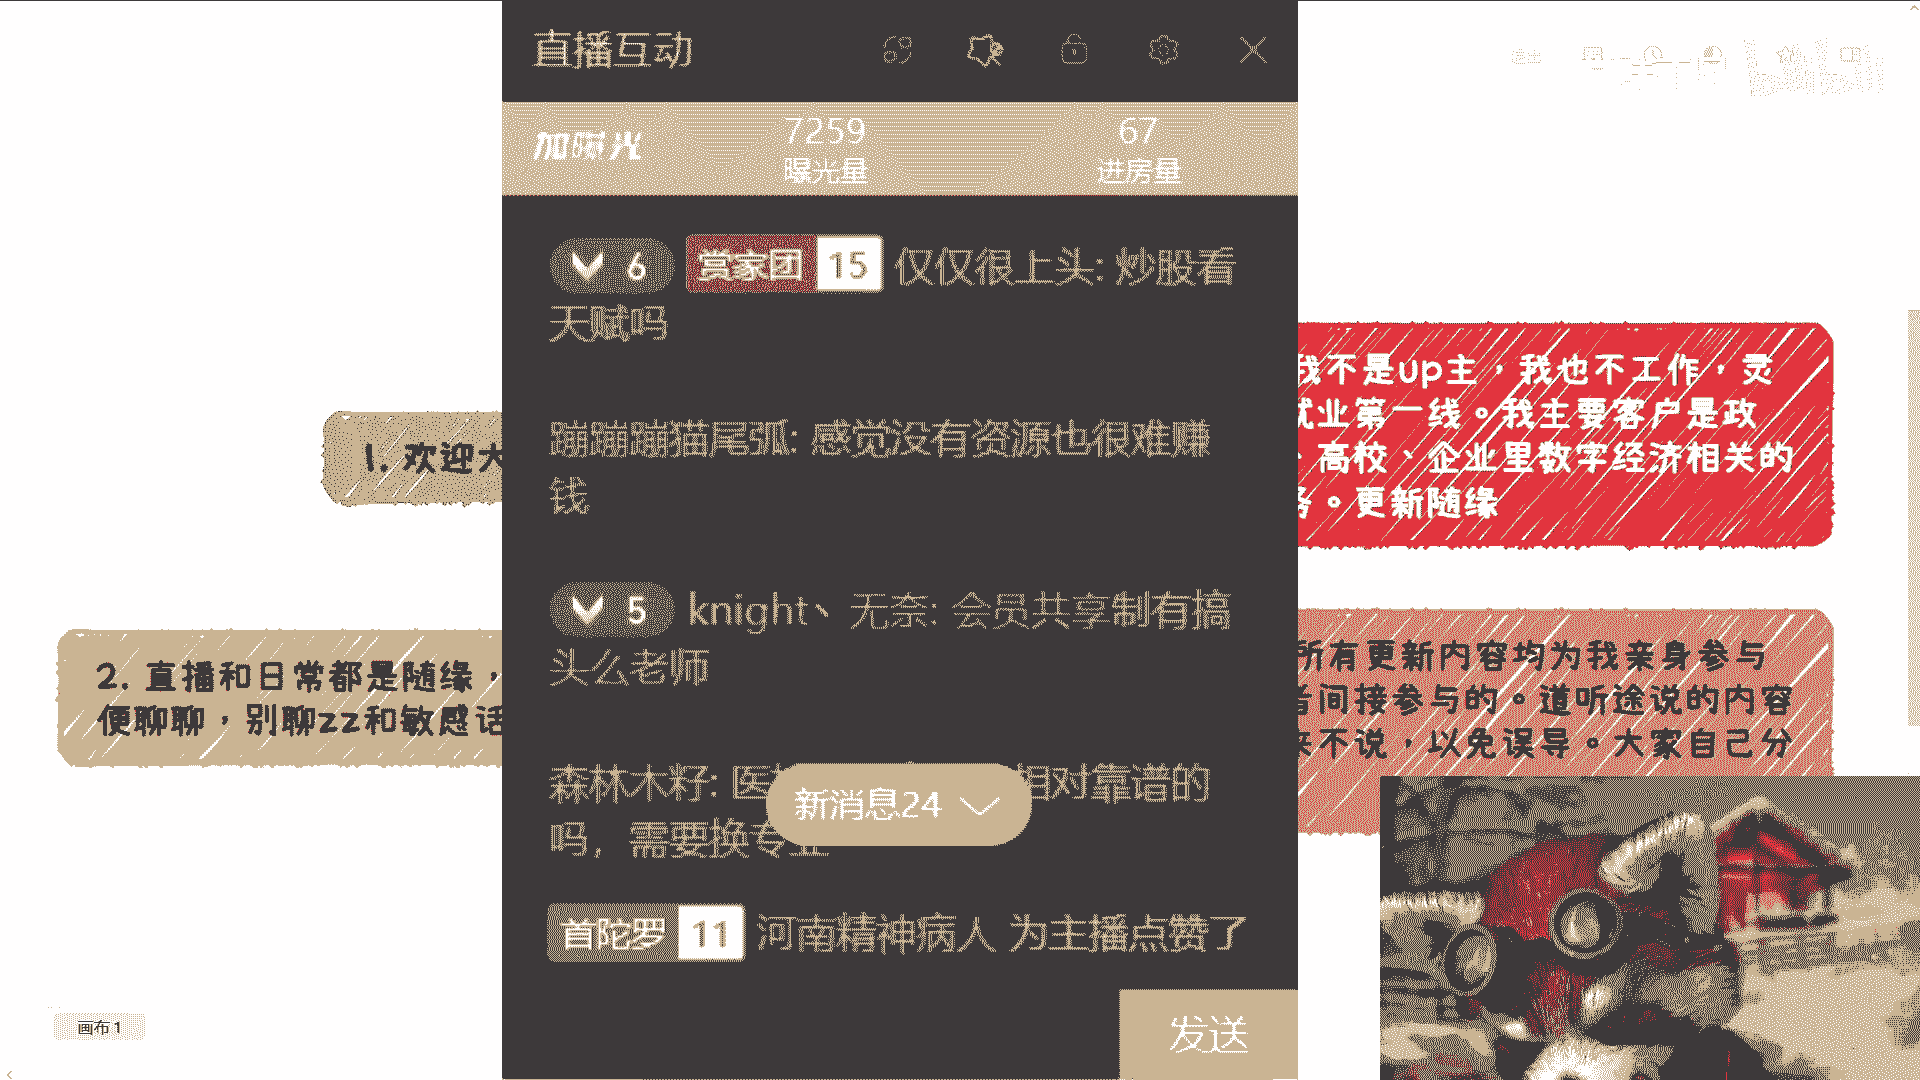 直播互动
加曝光
7259
曝光量
67
进房量
6 赏家团 15 仅仅很上头: 炒股看
天赋吗
蹦蹦蹦猫尾弧: 感觉没有资源也很难赚
钱
5 knight丶 无奈: 会员共享制有搞
头么老师
森林木籽: 医 相对靠谱的
吗，需要换专业
新消息24
首陀罗 11 河南精神病人 为主播点赞了
发送
1. 欢迎大
2. 直播和日常都是随缘，
便聊聊，别聊zz和敏感话
我不是up主，我也不工作，灵
就业第一线。我主要客户是政
、高校、企业里数字经济相关的
务。更新随缘
所有更新内容均为我亲身参与
者间接参与的。道听途说的内容
来不说，以免误导。大家自己分
画布 1